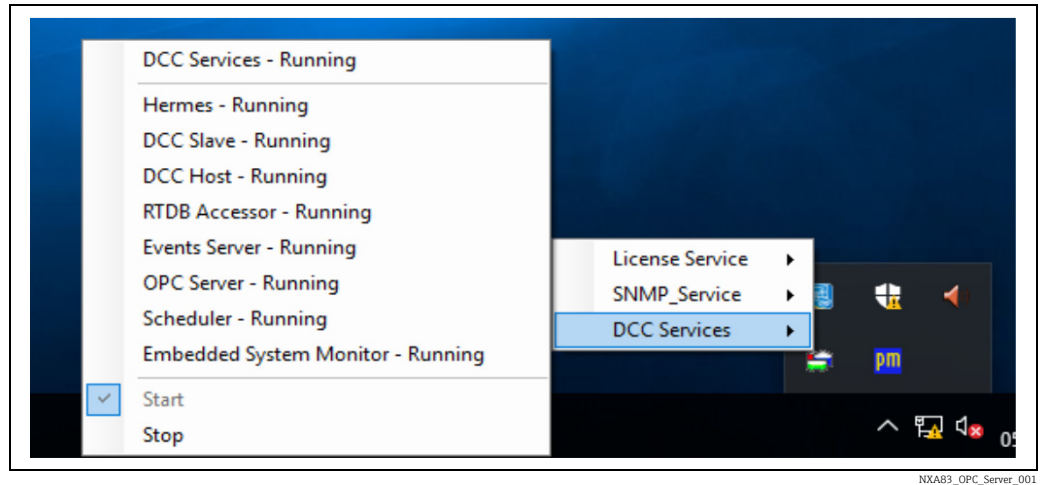 DCC Services - Running
Hermes - Running
DCC Slave - Running
DCC Host - Running
RTDB Accessor - Running
Events Server - Running
OPC Server - Running
Scheduler - Running
Embedded System Monitor - Running
Start
Stop
License Service
SNMP_Service
DCC Services
pm
NXA83_OPC_Server_001